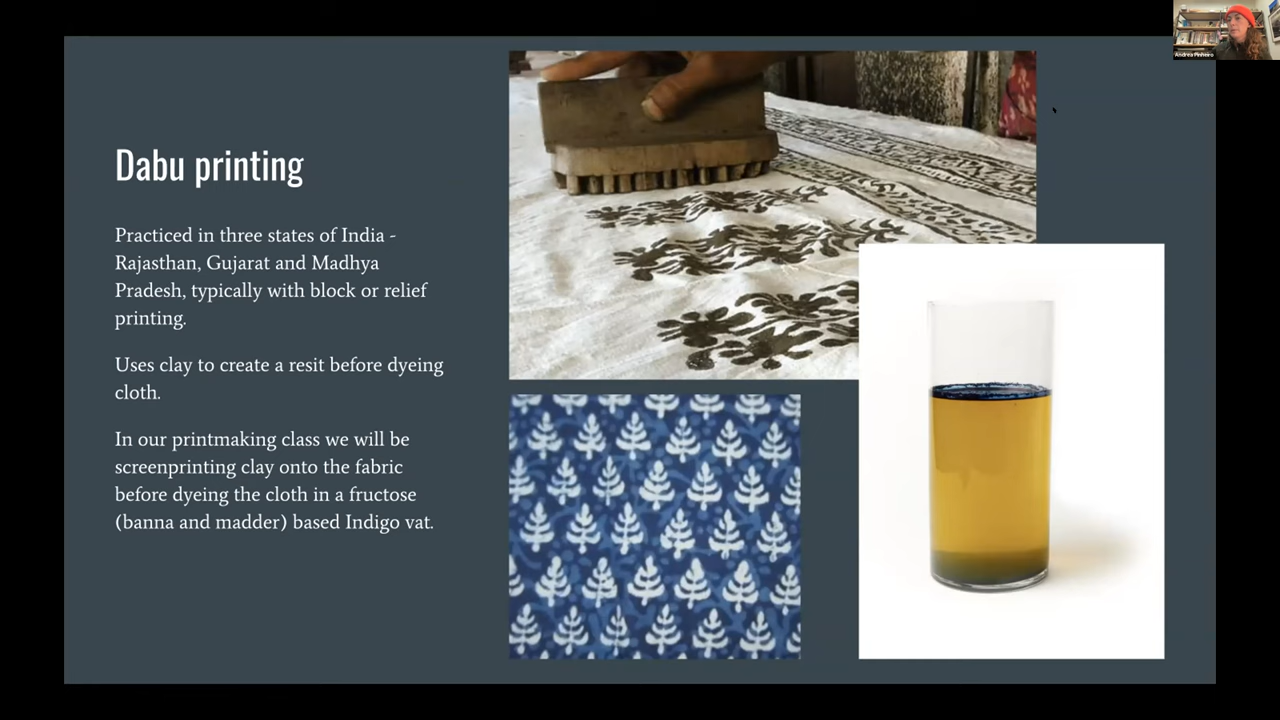 Andrea Pinheiro
Dabu printing
Practiced in three states of India -
Rajasthan, Gujarat and Madhya
Pradesh, typically with block or relief
printing.
Uses clay to create a resit before dyeing
cloth.
In our printmaking class we will be
screenprinting clay onto the fabric
before dyeing the cloth in a fructose
(banna and madder) based Indigo vat.